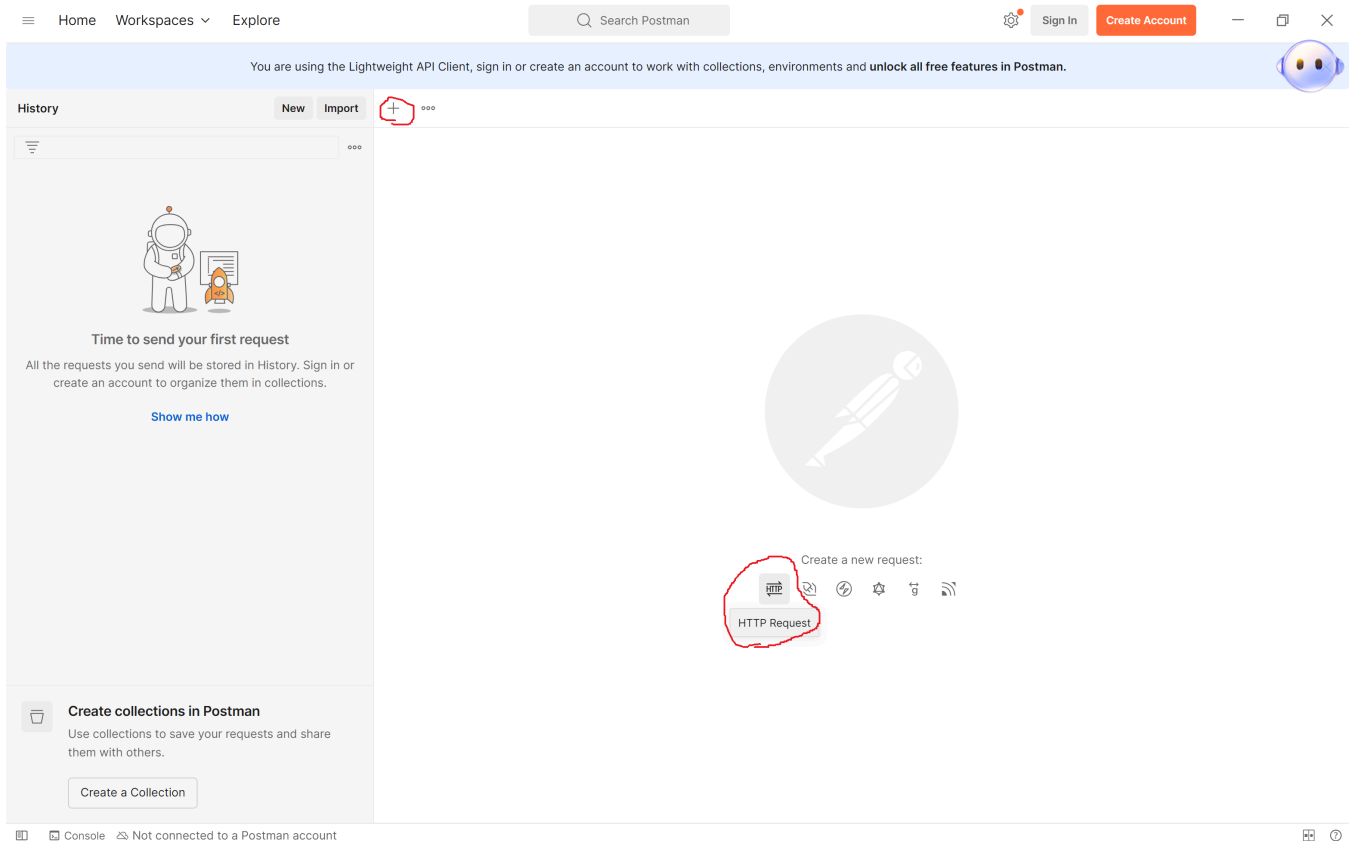 Home Workspaces Explore
Search Postman
Sign In
Create Account
You are using the Lightweight API Client, sign in or create an account to work with collections, environments and unlock all free features in Postman.
History
New
Import
Time to send your first request
All the requests you send will be stored in History. Sign in or
create an account to organize them in collections.
Show me how
</>
Create a new request:
HTTP
g
HTTP Request
Create collections in Postman
Use collections to save your requests and share
them with others.
Create a Collection
Console Not connected to a Postman account